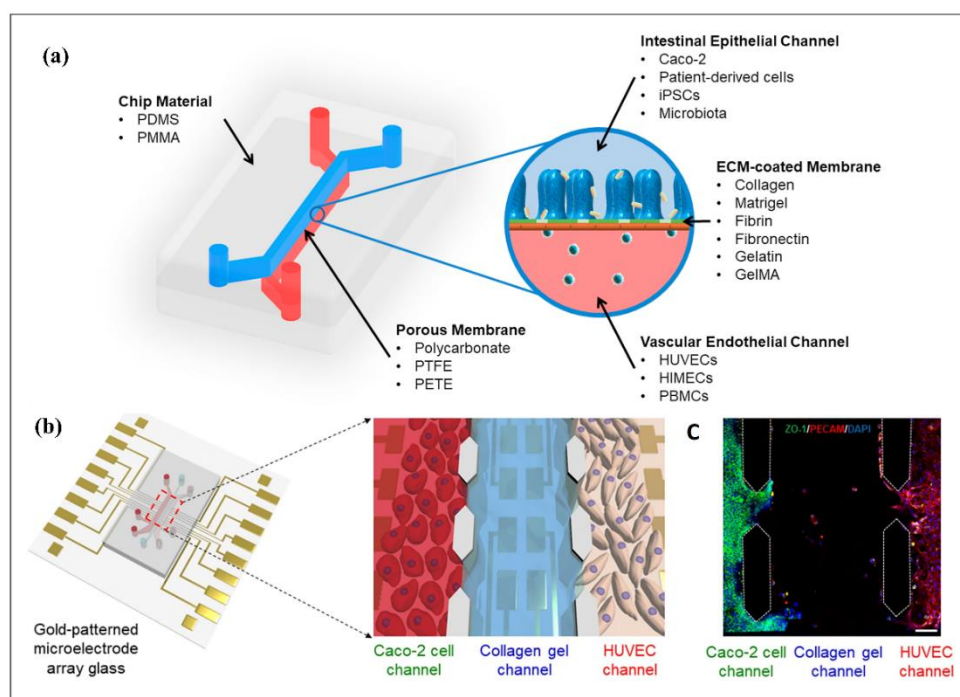 (a)
Chip Material
• PDMS
• PMMA
Intestinal Epithelial Channel
• Caco-2
• Patient-derived cells
• iPSCs
• Microbiota
ECM-coated Membrane
• Collagen
• Matrigel
• Fibrin
• Fibronectin
• Gelatin
• GelMA
Porous Membrane
• Polycarbonate
• PTFE
• PETE
Vascular Endothelial Channel
• HUVECs
• HIMECs
• PBMCs
(b)
Gold-patterned
microelectrode
array glass
Caco-2 cell
channel
Collagen gel
channel
HUVEC
channel
C
ZO-1/PECAM/DAPI
Caco-2 cell
channel
Collagen gel
channel
HUVEC
channel